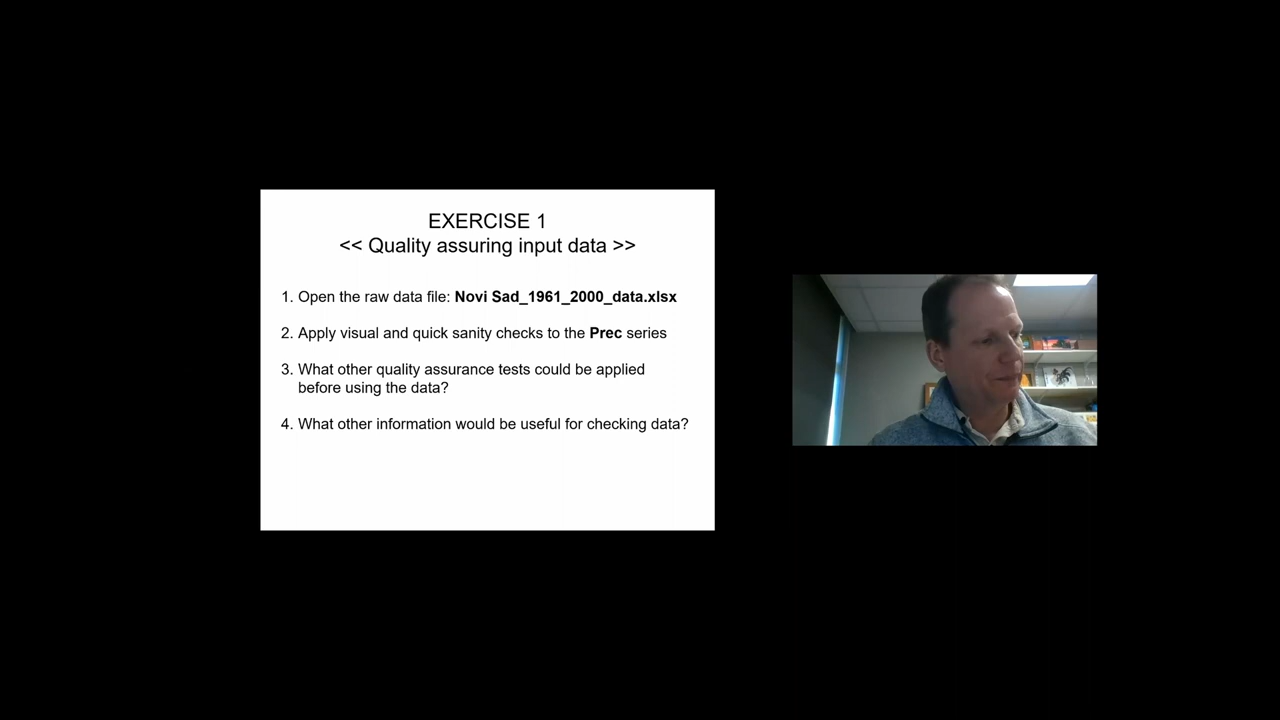 EXERCISE 1
<< Quality assuring input data >>
1. Open the raw data file: Novi Sad_1961_2000_data.xlsx
2. Apply visual and quick sanity checks to the Prec series
3. What other quality assurance tests could be applied
before using the data?
4. What other information would be useful for checking data?